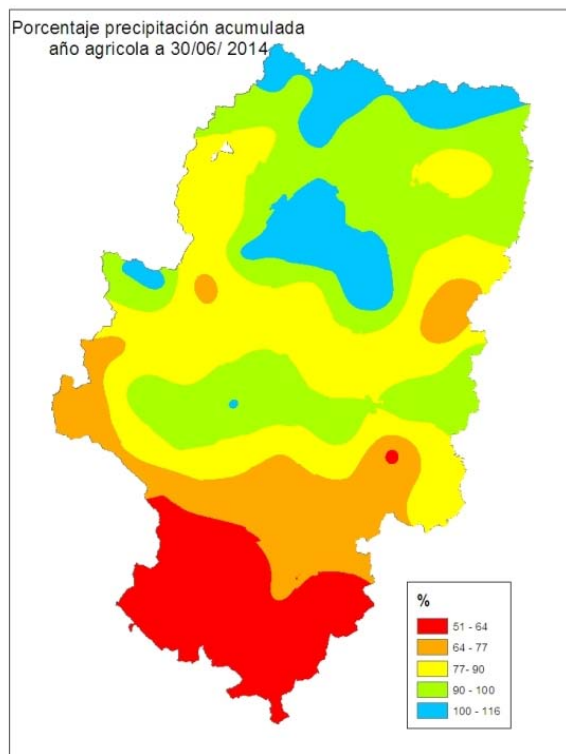 Porcentaje precipitación acumulada
año agricola a 30/06/ 2014
%
51 - 64
64 - 77
77- 90
90 - 100
100 - 116